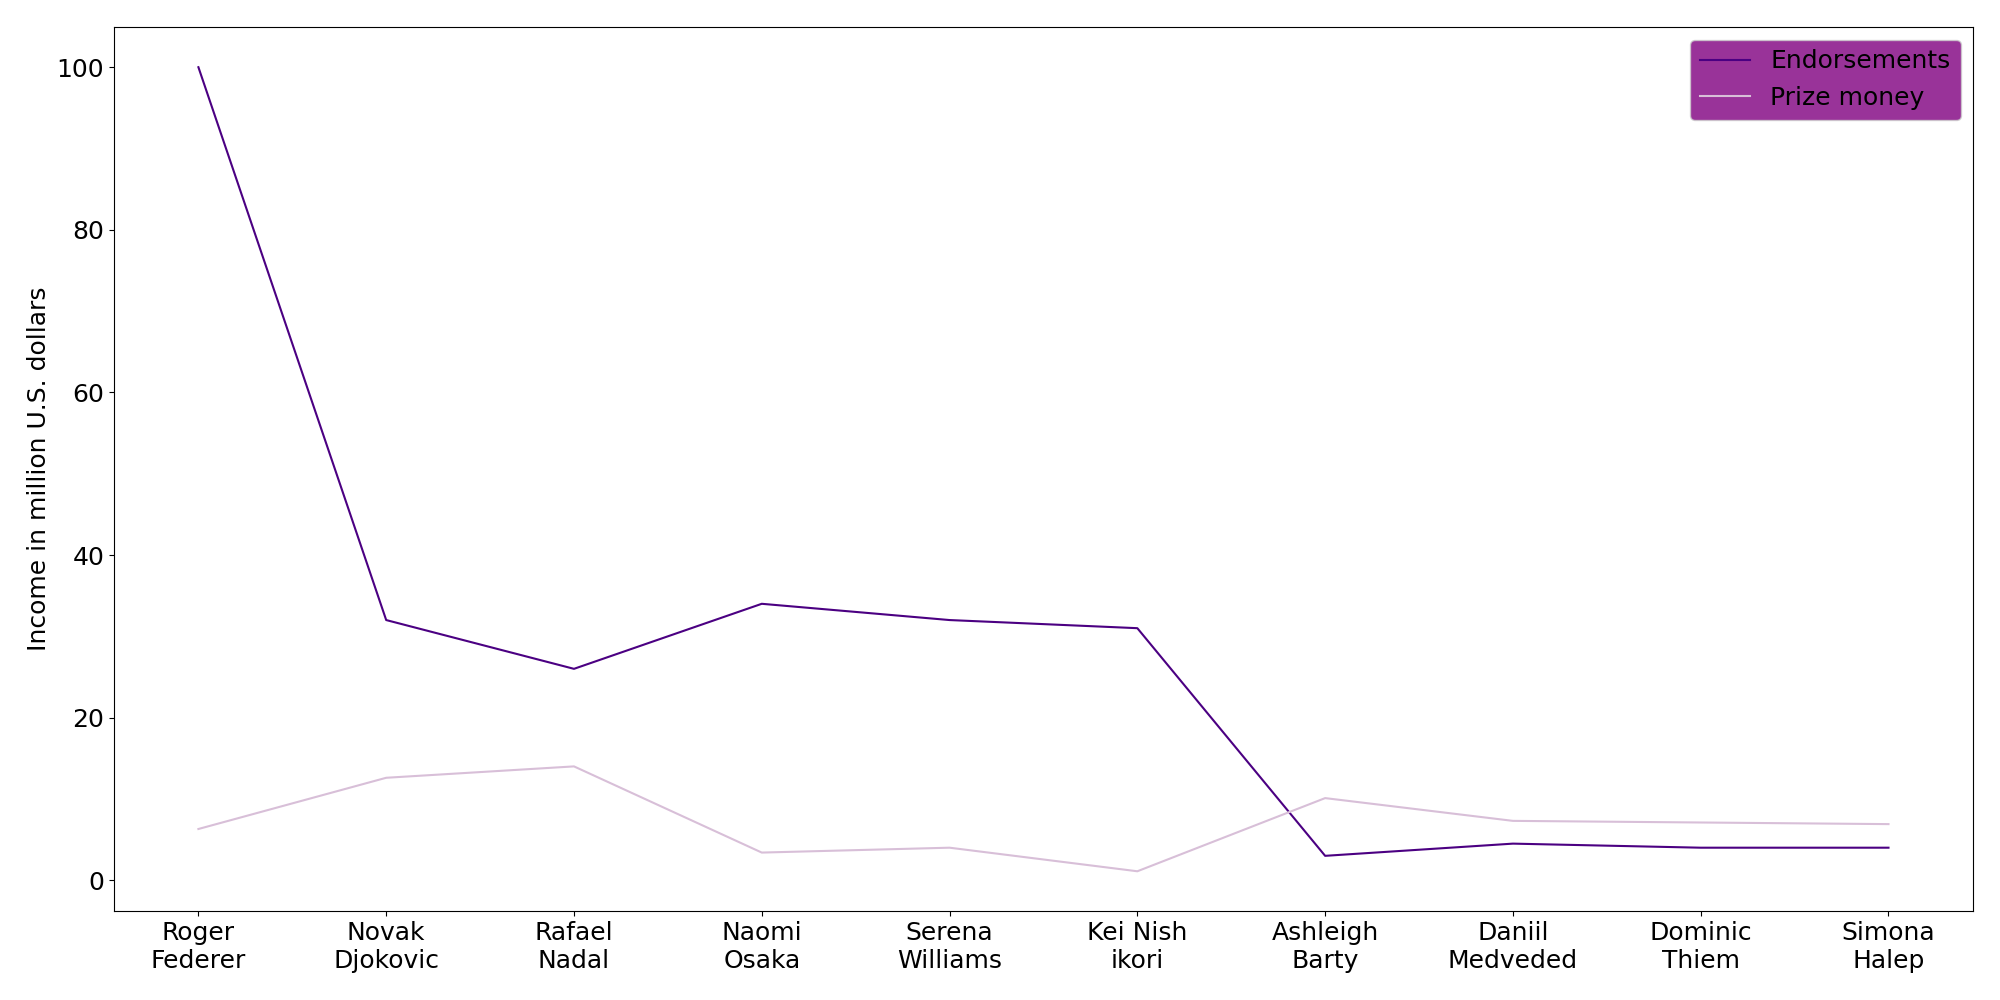 Endorsements
Prize money
Income in million U.S. dollars
100
80
60
40
20
0
Roger
Federer
Novak
Djokovic
Rafael
Nadal
Naomi
Osaka
Serena
Williams
Kei Nish
ikori
Ashleigh
Barty
Daniil
Medveded
Dominic
Thiem
Simona
Halep